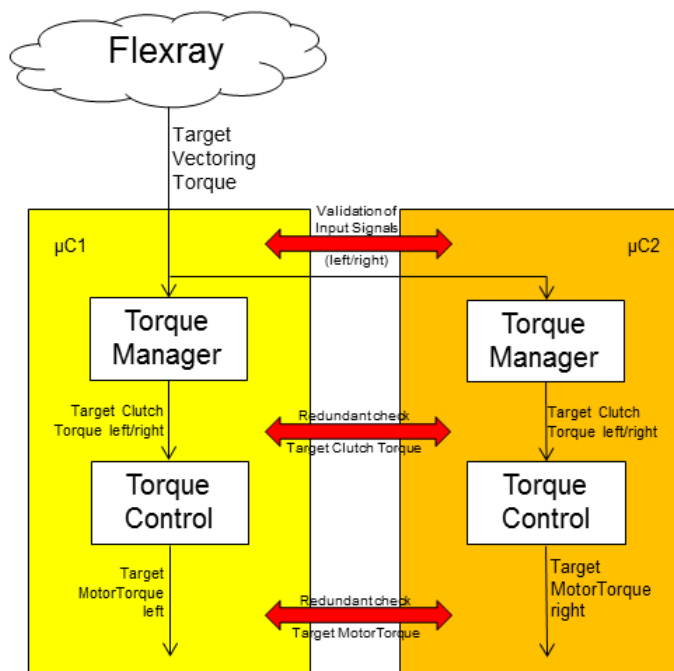 Flexray
Target
Vectoring
Torque
µC1
Validation of
Input Signals
(left/right)
µC2
Torque
Manager
Torque
Manager
Target Clutch
Torque left/right
Redundant check
Target Clutch Torque
Target Clutch
Torque left/right
Torque
Control
Torque
Control
Target
MotorTorque
left
Redundant check
Target MotorTorque
Target
MotorTorque
right